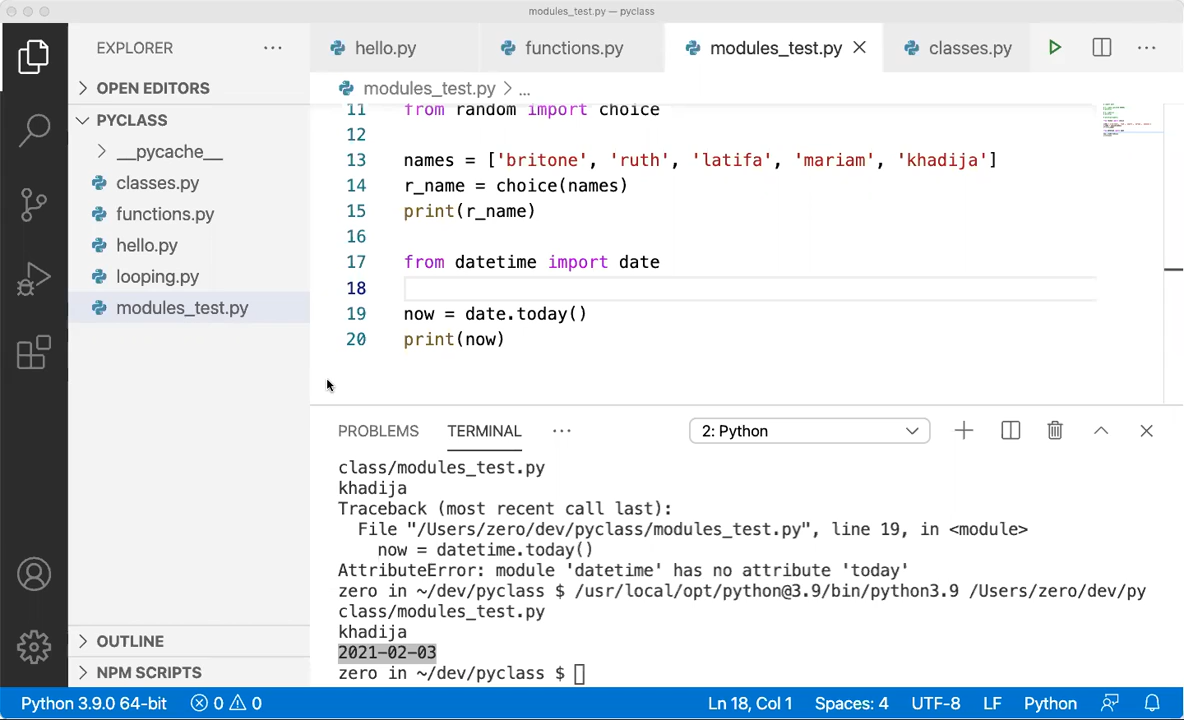 modules_test.py — pyclass
EXPLORER
OPEN EDITORS
PYCLASS
__pycache__
classes.py
functions.py
hello.py
looping.py
modules_test.py
OUTLINE
NPM SCRIPTS
hello.py functions.py modules_test.py classes.py
modules_test.py > ...
11 from random import choice
12
13 names = ['britone', 'ruth', 'latifa', 'mariam', 'khadija']
14 r_name = choice(names)
15 print(r_name)
16
17 from datetime import date
18
19 now = date.today()
20 print(now)
PROBLEMS TERMINAL 2: Python
class/modules_test.py
khadija
Traceback (most recent call last):
File "/Users/zero/dev/pyclass/modules_test.py", line 19, in <module>
now = datetime.today()
AttributeError: module 'datetime' has no attribute 'today'
zero in ~/dev/pyclass $ /usr/local/opt/python@3.9/bin/python3.9 /Users/zero/dev/py
class/modules_test.py
khadija
2021-02-03
zero in ~/dev/pyclass $
Python 3.9.0 64-bit 0 0 Ln 18, Col 1 Spaces: 4 UTF-8 LF Python